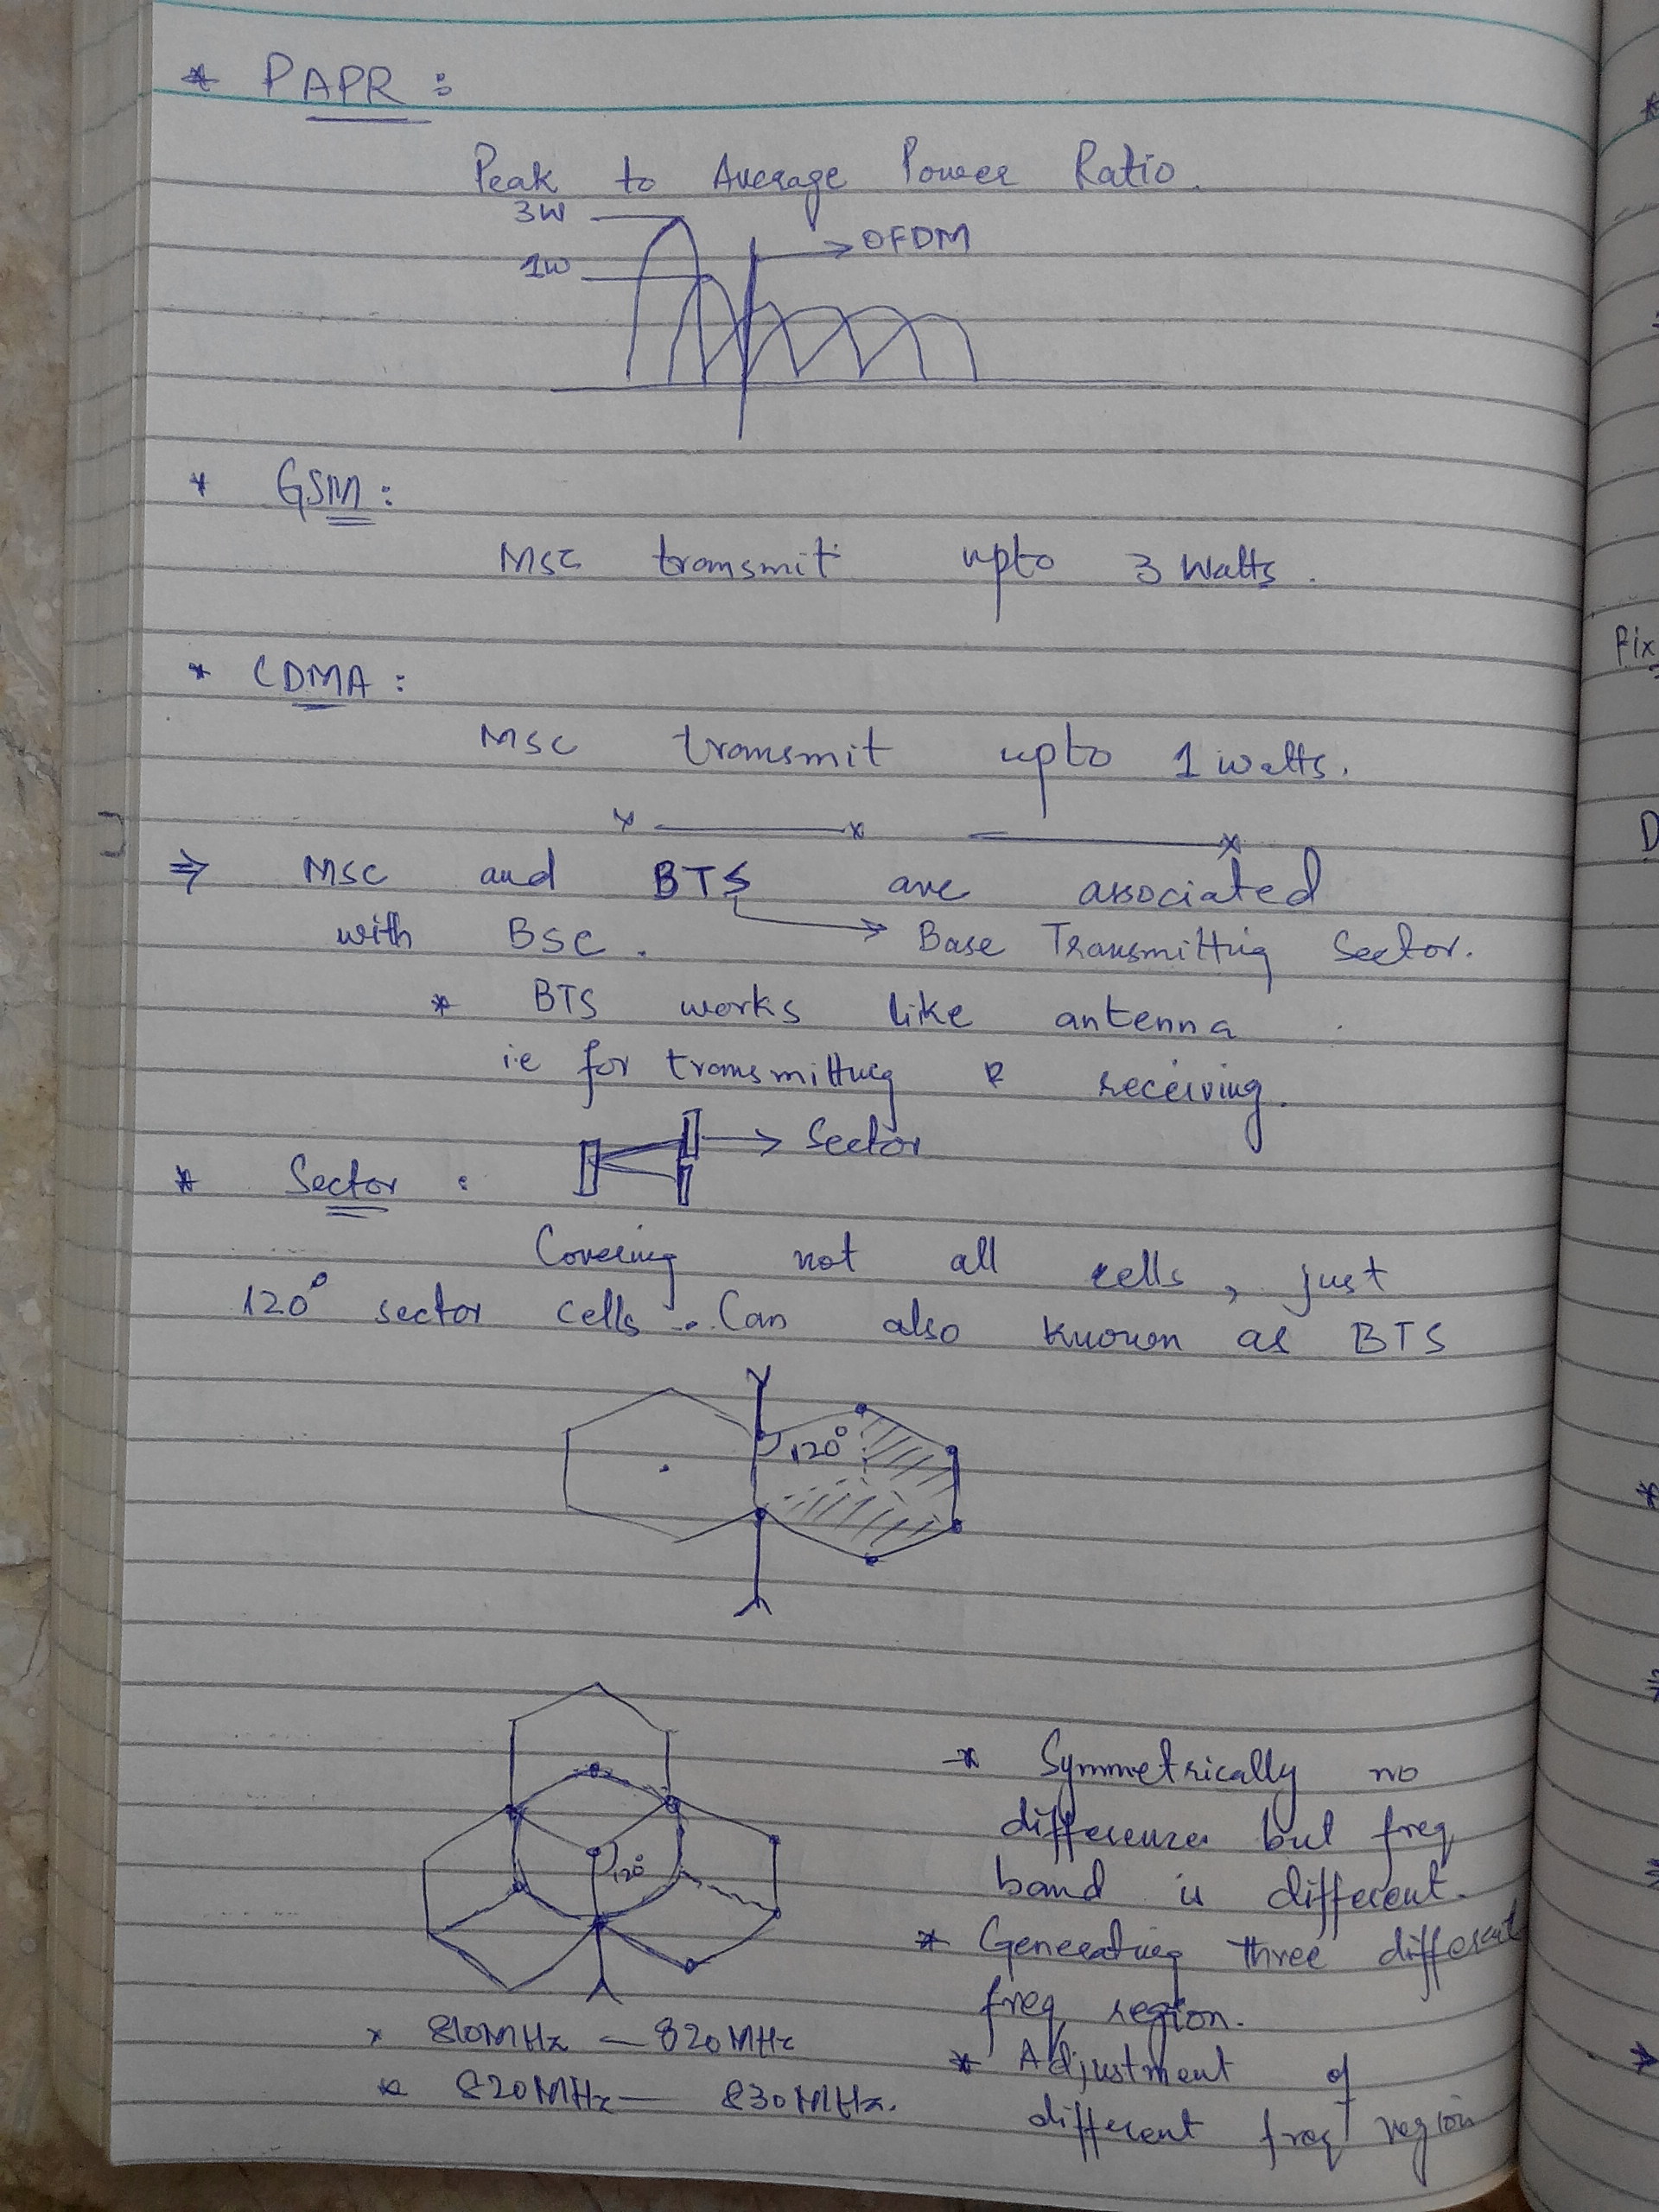 * PAPR :
Peak to Average Power Ratio.
3W
OFDM
1W
* GSM :
MSC transmit upto 3 Watts.
* CDMA :
MSC transmit upto 1 watts.
⇒ MSC and BTS are associated
with BSC. → Base Transmitting Sector.
* BTS works like antenna
i.e for transmitting & receiving.
→ Sector
* Sector :
Covering not all cells, just
120° sector cells. Can also known as BTS
120°
120°
* Symmetrically no
difference but freq
band is different.
* Generating three different
freq region.
* Adjustment of
different freq region
* 810MHz — 820MHz
* 820MHz — 830MHz.
Fix
D